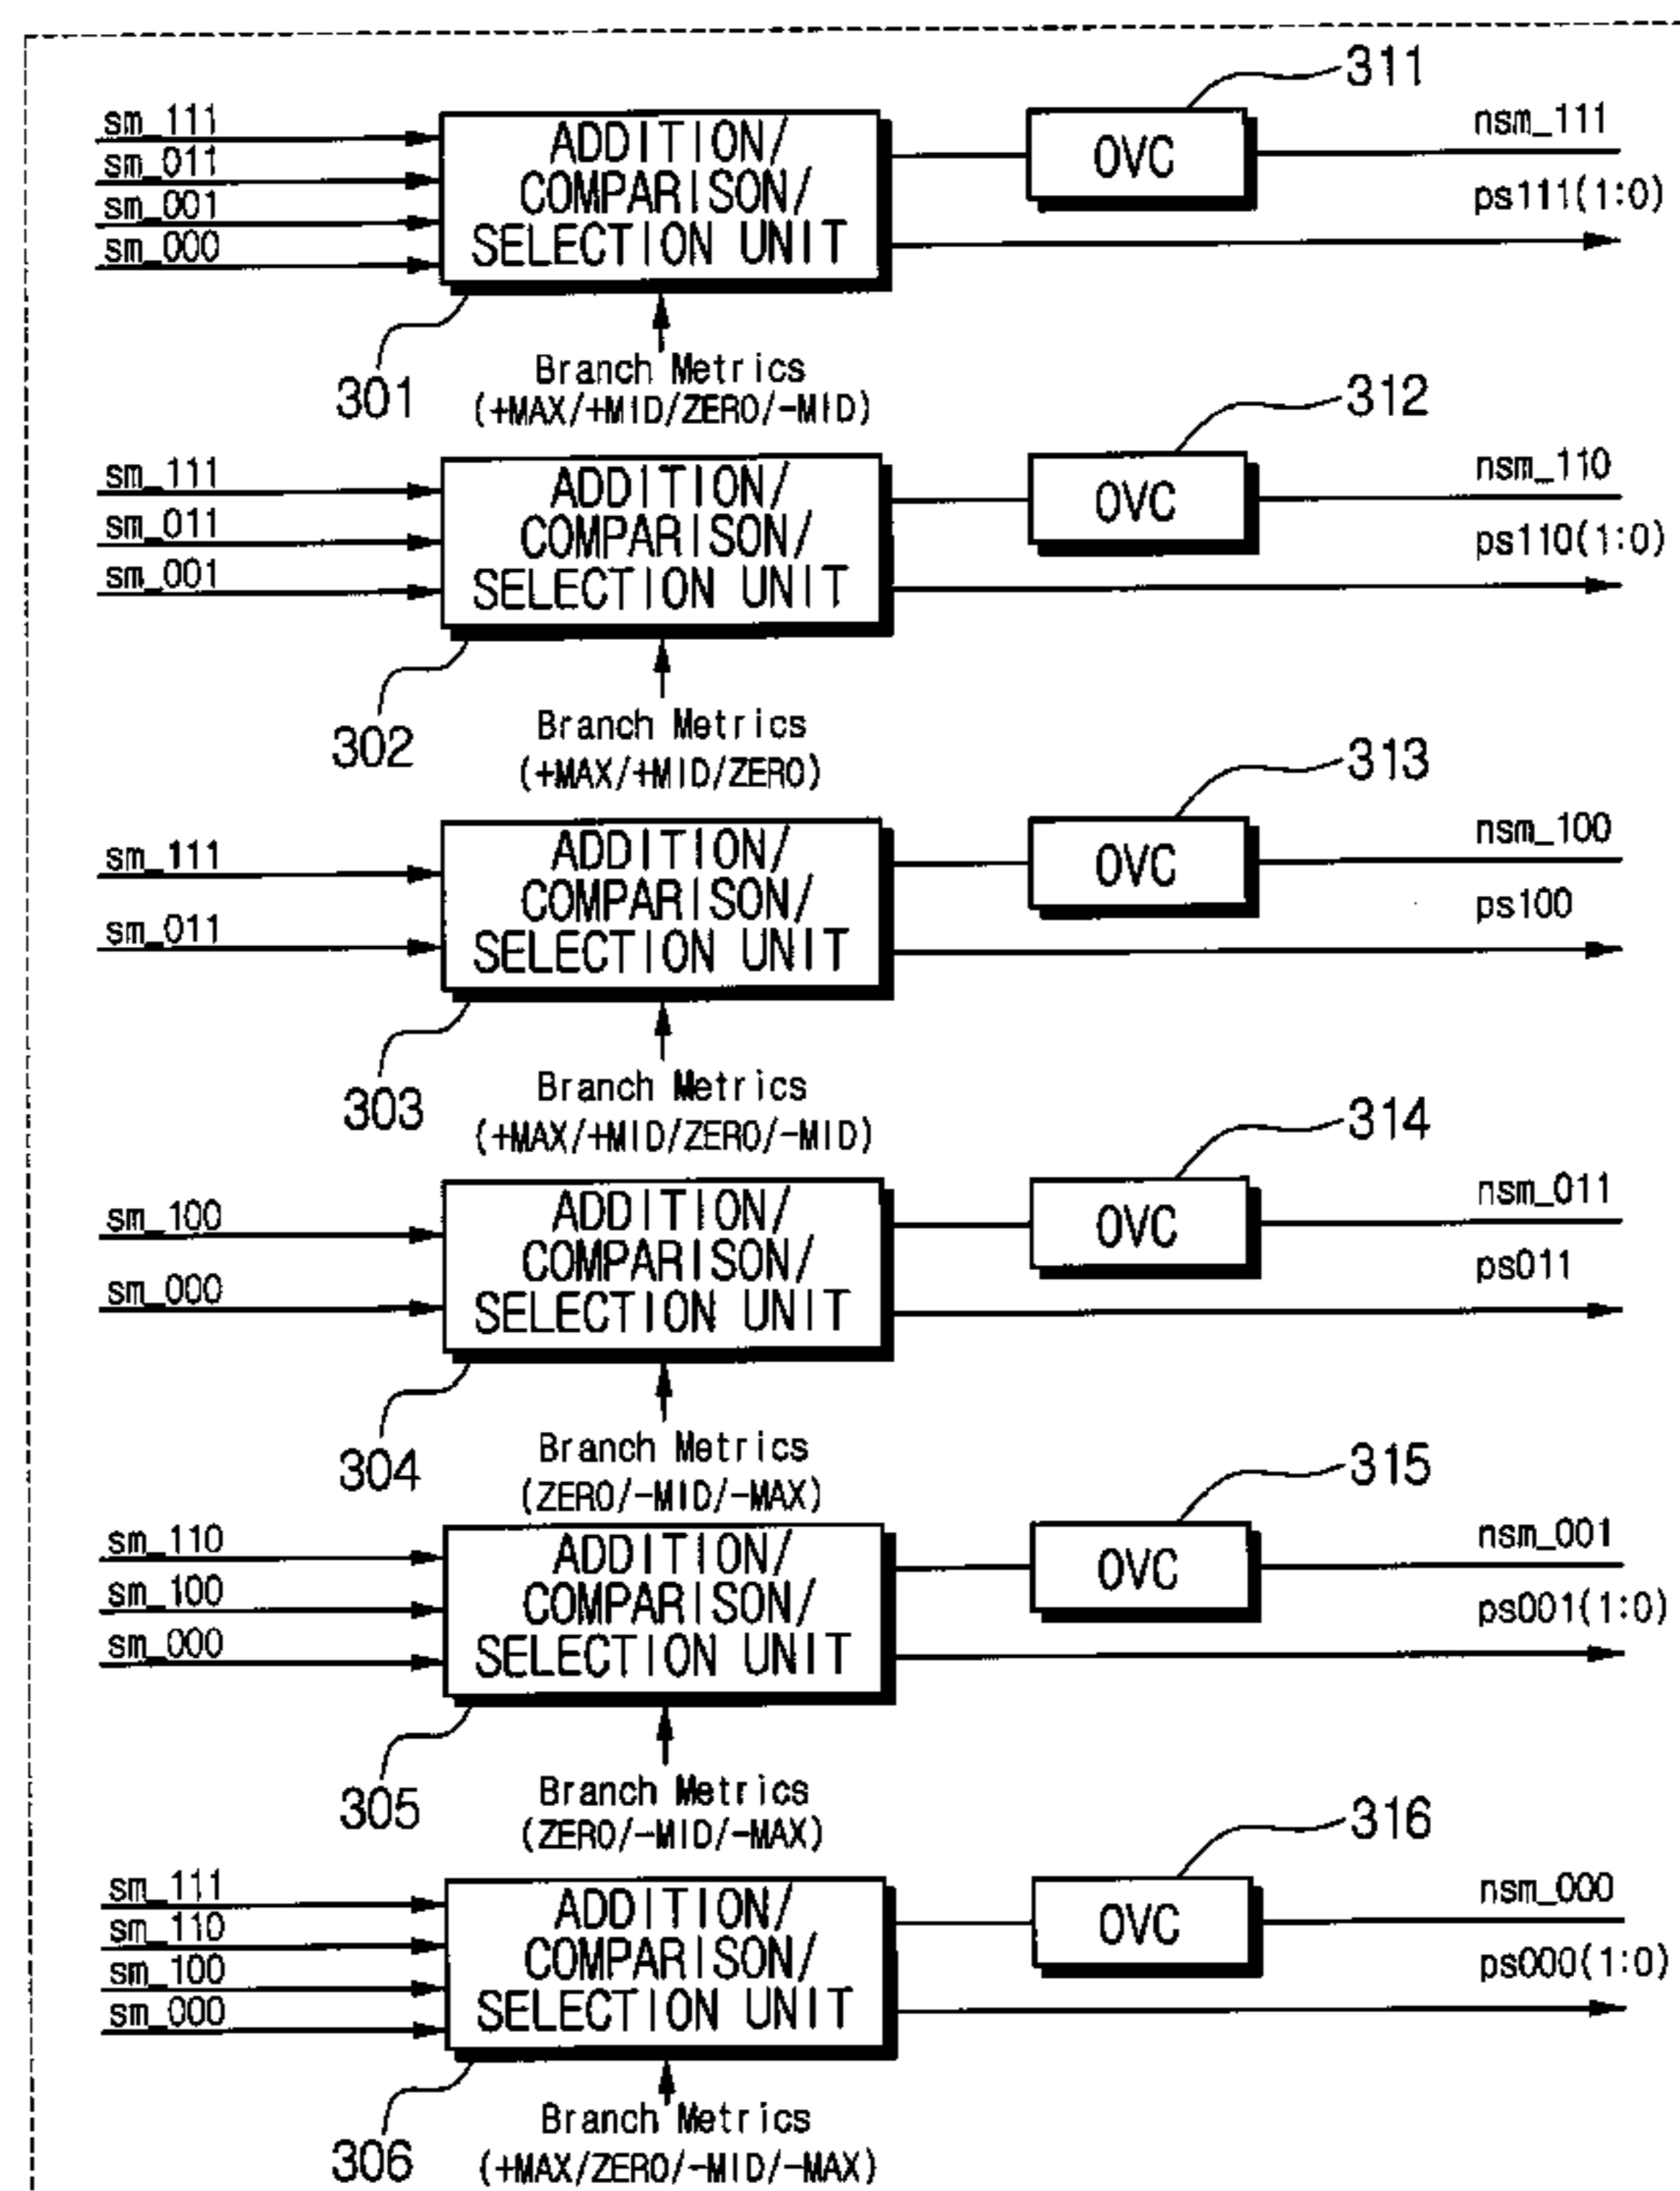 311
sm_111
sm_011
sm_001
sm_000
ADDITION/
COMPARISON/
SELECTION UNIT
OVC
nsm_111
ps111(1:0)
301
Branch Metrics
(+MAX/+MID/ZERO/-MID)
312
sm_111
sm_011
sm_001
ADDITION/
COMPARISON/
SELECTION UNIT
OVC
nsm_110
ps110(1:0)
302
Branch Metrics
(+MAX/+MID/ZERO)
313
sm_111
sm_011
ADDITION/
COMPARISON/
SELECTION UNIT
OVC
nsm_100
ps100
303
Branch Metrics
(+MAX/+MID/ZERO/-MID)
314
sm_100
sm_000
ADDITION/
COMPARISON/
SELECTION UNIT
OVC
nsm_011
ps011
304
Branch Metrics
(ZERO/-MID/-MAX)
315
sm_110
sm_100
sm_000
ADDITION/
COMPARISON/
SELECTION UNIT
OVC
nsm_001
ps001(1:0)
305
Branch Metrics
(ZERO/-MID/-MAX)
316
sm_111
sm_110
sm_100
sm_000
ADDITION/
COMPARISON/
SELECTION UNIT
OVC
nsm_000
ps000(1:0)
306
Branch Metrics
(+MAX/ZERO/-MID/-MAX)